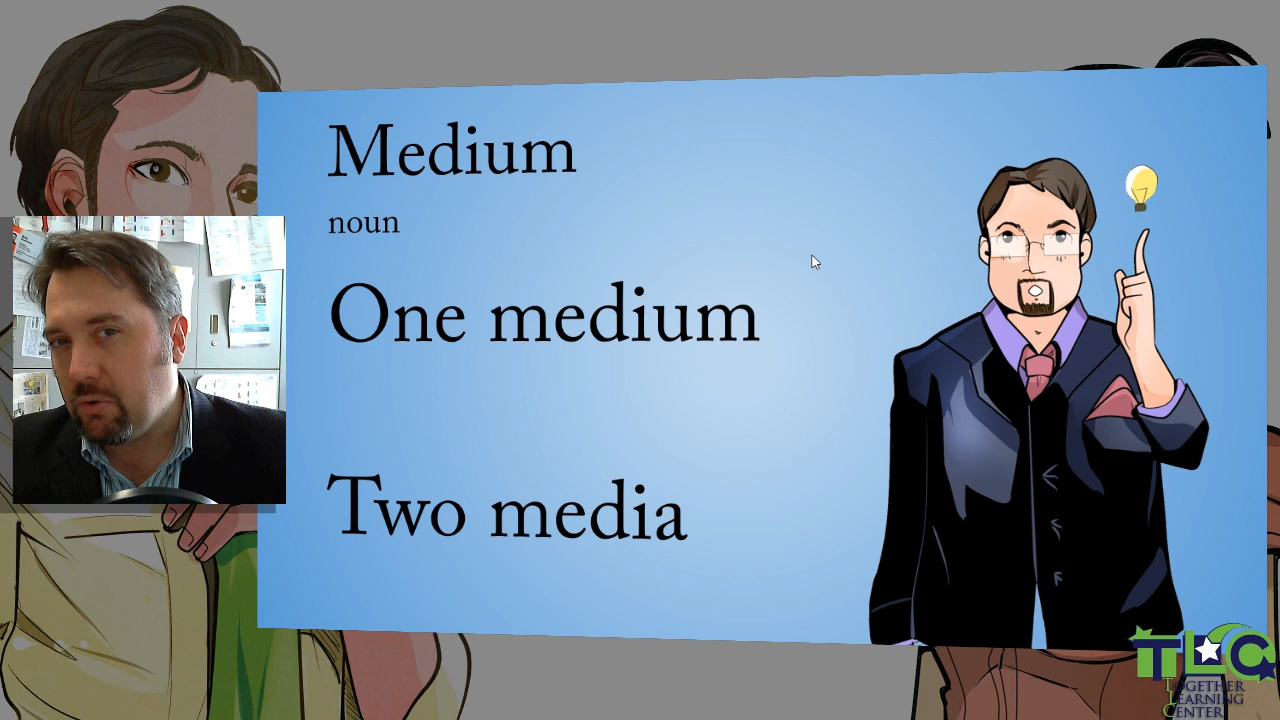 Medium
noun
One medium
Two media
TLC
TOGETHER
LEARNING
CENTER